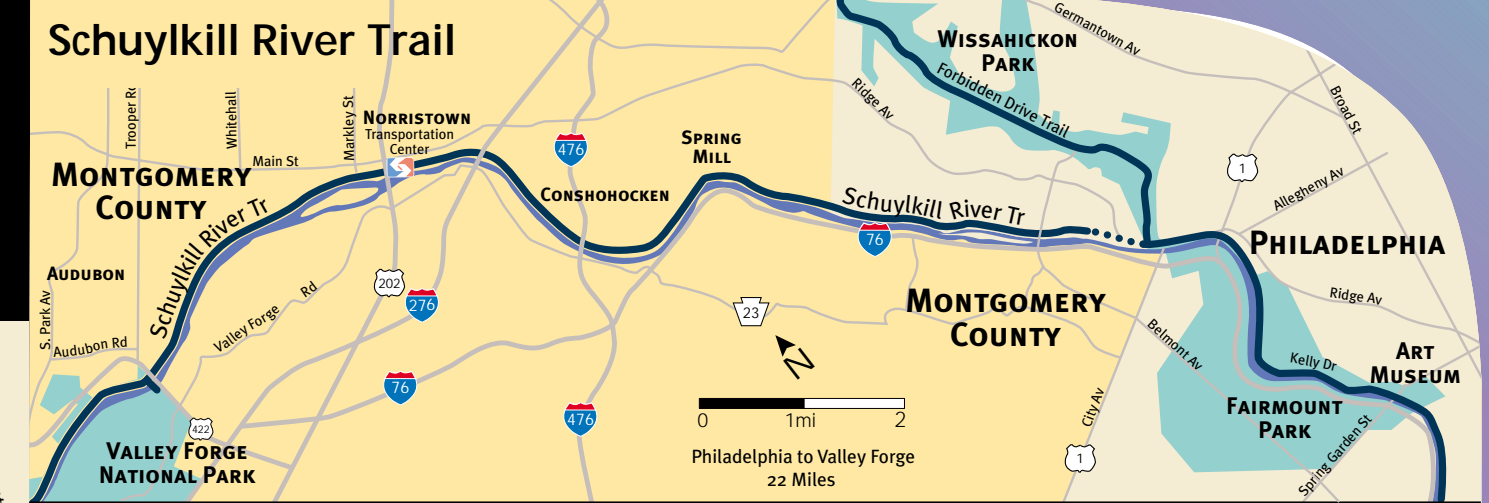 Schuylkill River Trail
WISSAHICKON
PARK
Germantown Av
Forbidden Drive Trail
Ridge Av
Broad St
Trooper Rd
Whitehall
Markley St
NORRISTOWN
Transportation
Center
476
SPRING
MILL
1
Main St
MONTGOMERY
COUNTY
CONSHOHOCKEN
Allegheny Av
Schuylkill River Tr
Schuylkill River Tr
76
PHILADELPHIA
AUDUBON
202
276
Valley Forge Rd
S. Park Av
Audubon Rd
23
MONTGOMERY
COUNTY
Ridge Av
Belmont Av
N
Kelly Dr
ART
MUSEUM
76
476
0 1mi 2
City Av
FAIRMOUNT
PARK
422
VALLEY FORGE
NATIONAL PARK
Philadelphia to Valley Forge
22 Miles
1
Spring Garden St